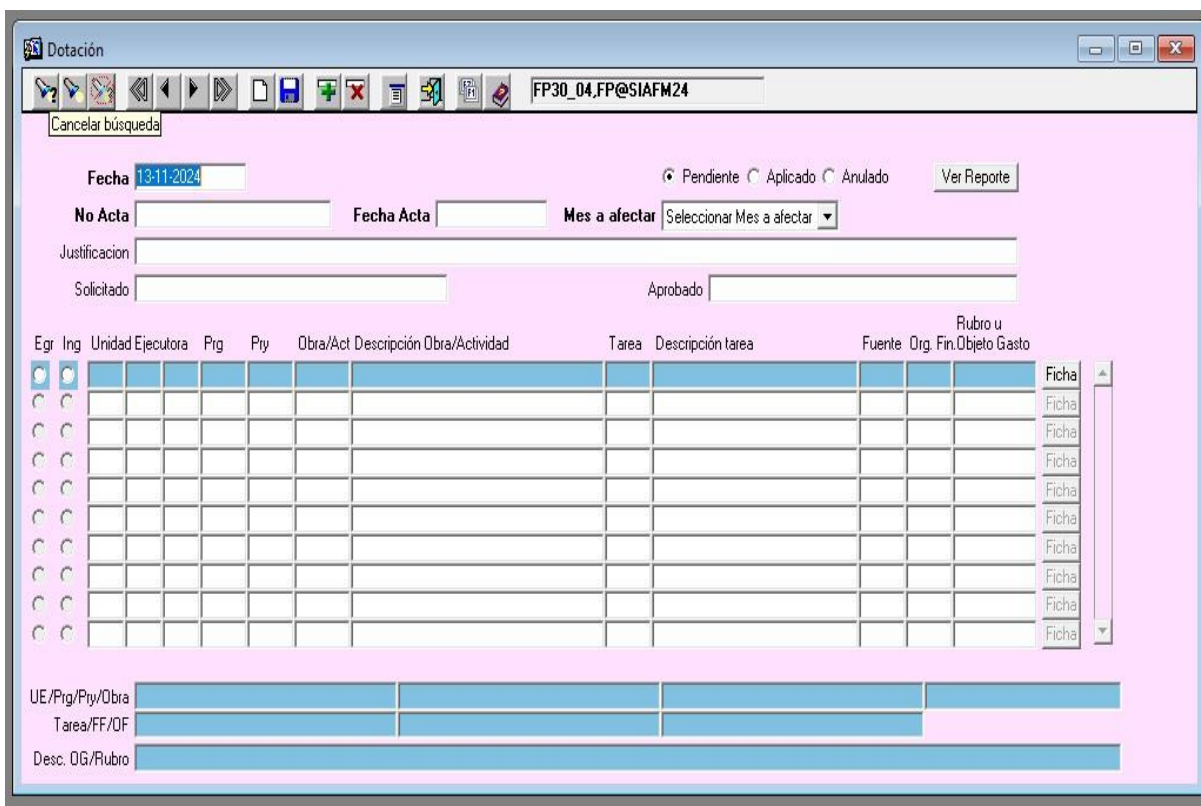 Dotación
FP30_04,FP@SIAFM24
Cancelar búsqueda
Fecha 13-11-2024 Pendiente Aplicado Anulado Ver Reporte
No Acta Fecha Acta Mes a afectar Seleccionar Mes a afectar
Justificacion
Solicitado Aprobado
Rubro u
Egr Ing Unidad Ejecutora Prg Pry Obra/Act Descripción Obra/Actividad Tarea Descripción tarea Fuente Org. Fin. Objeto Gasto
Ficha
Ficha
Ficha
Ficha
Ficha
Ficha
Ficha
Ficha
Ficha
Ficha
UE/Prg/Pry/Obra
Tarea/FF/OF
Desc. OG/Rubro